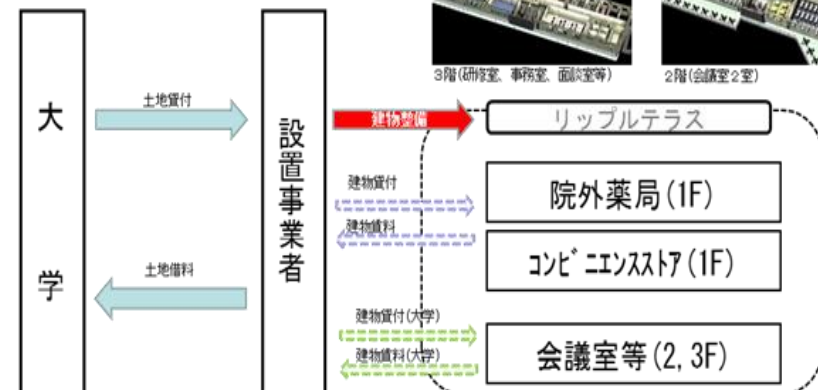 3階(研修室、事務室、面談室等)
2階(会議室2室)
大学
土地貸付
土地借料
設置事業者
建物整備
リップルテラス
建物貸付
建物賃料
院外薬局(1F)
コンビニエンスストア(1F)
建物貸付(大学)
建物賃料(大学)
会議室等(2,3F)